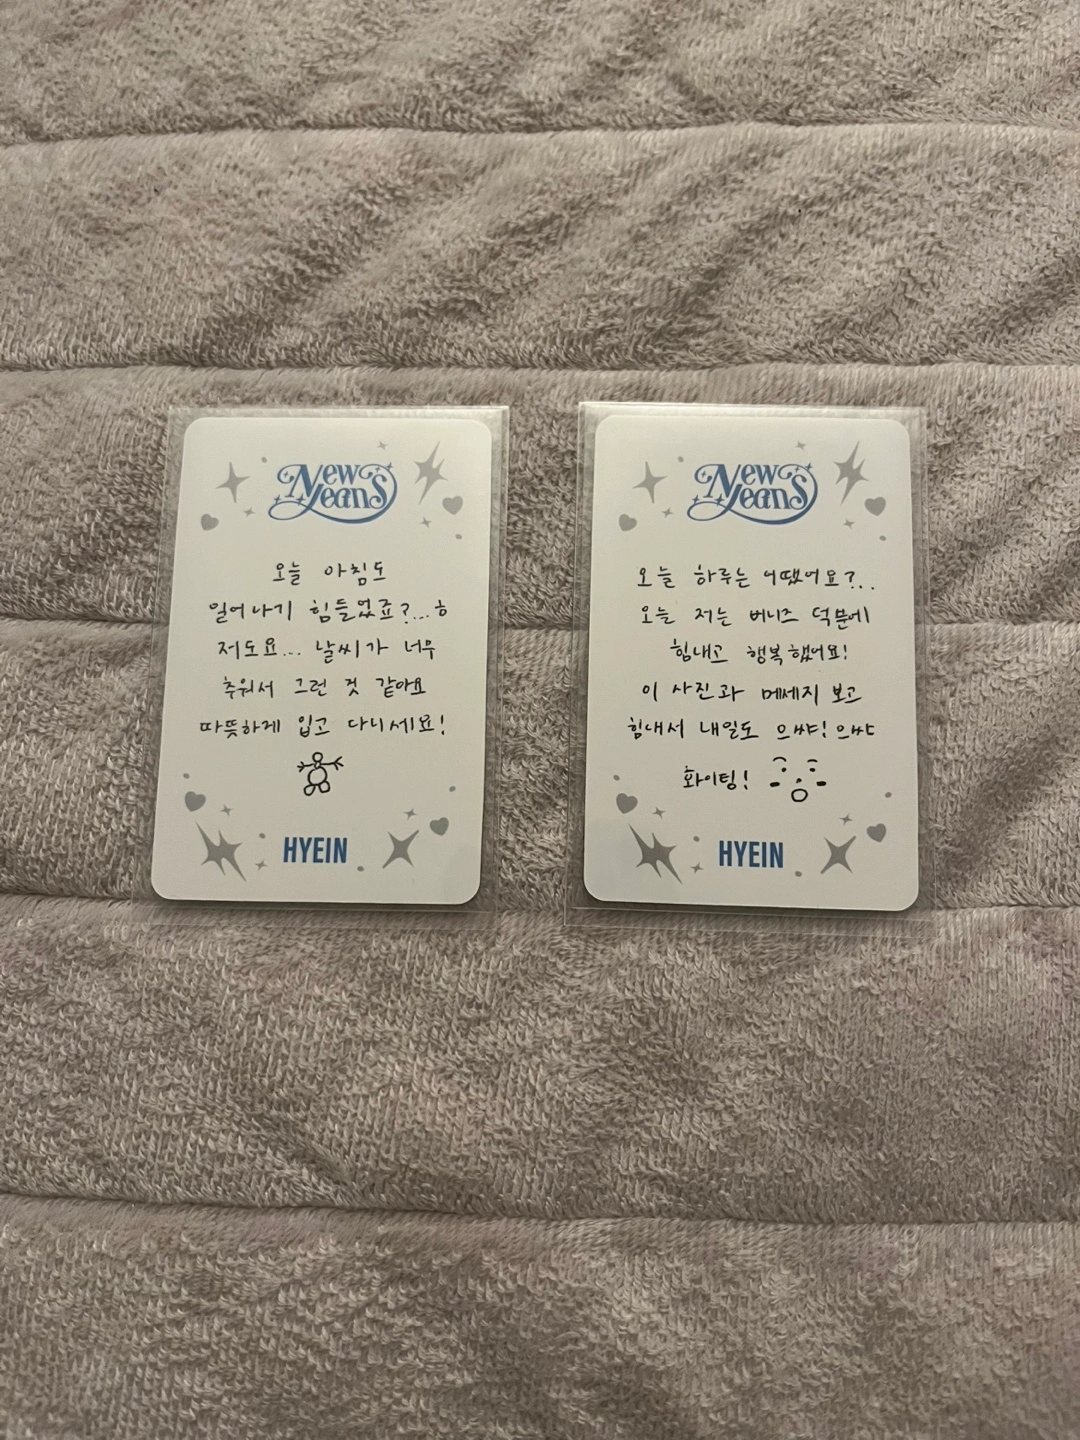 NewJeans
오늘 아침도
일어나기 힘들었죠?...ㅎ
저도요... 날씨가 너무
추워서 그런 것 같아요
따뜻하게 입고 다니세요!
HYEIN
NewJeans
오늘 하루는 어땠어요?..
오늘 저는 버니즈 덕분에
힘내고 행복했어요!
이 사진과 메세지 보고
힘내서 내일도 으쌰! 으쌰
화이팅!
HYEIN